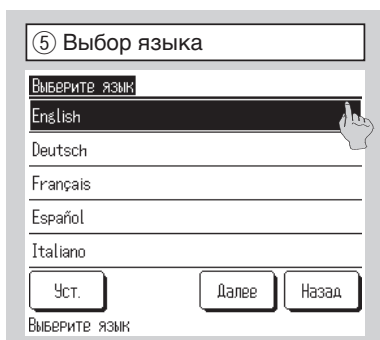 ⑤ Выбор языка
Выберите язык
English
Deutsch
Français
Español
Italiano
Уст. Далее Назад
Выберите язык